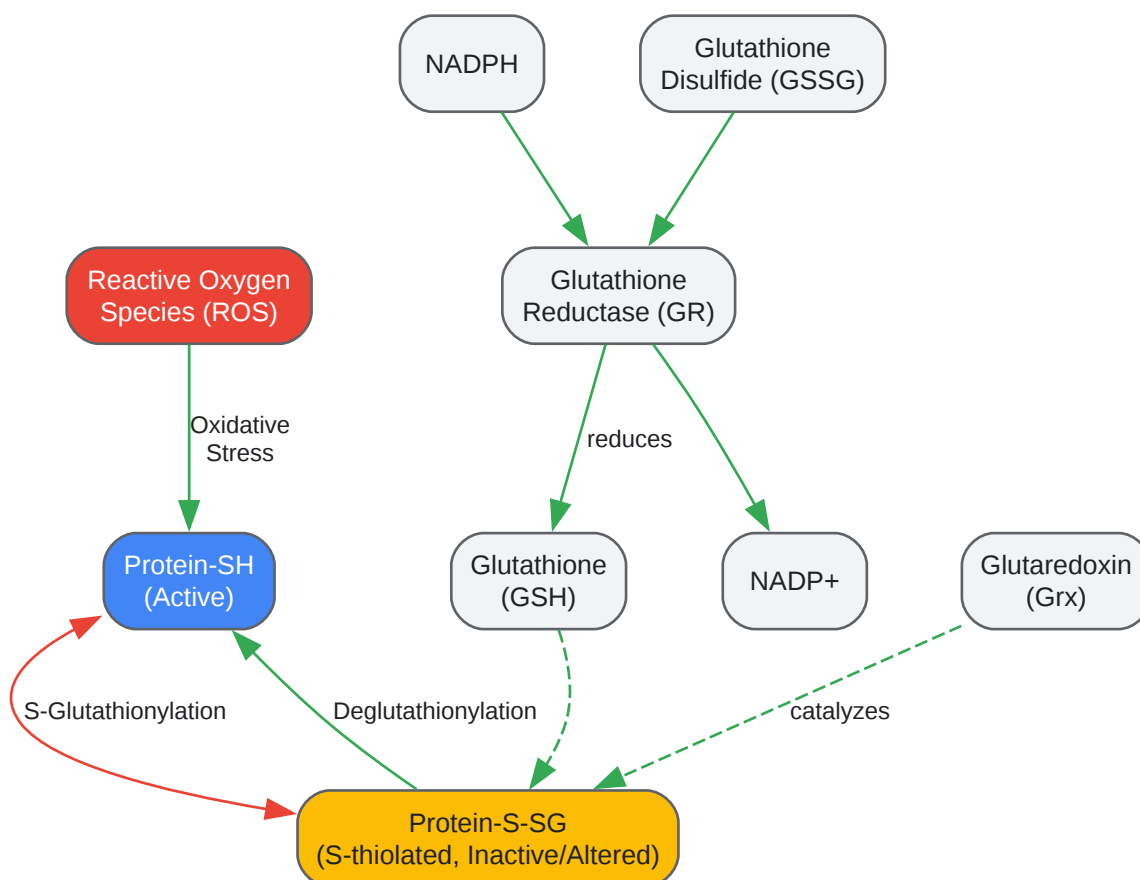 NADPH
Glutathione
Disulfide (GSSG)
Reactive Oxygen
Species (ROS)
Glutathione
Reductase (GR)
Oxidative
Stress
reduces
Protein-SH
(Active)
Glutathione
(GSH)
NADP+
Glutaredoxin
(Grx)
S-Glutathionylation
Deglutathionylation
catalyzes
Protein-S-SG
(S-thiolated, Inactive/Altered)